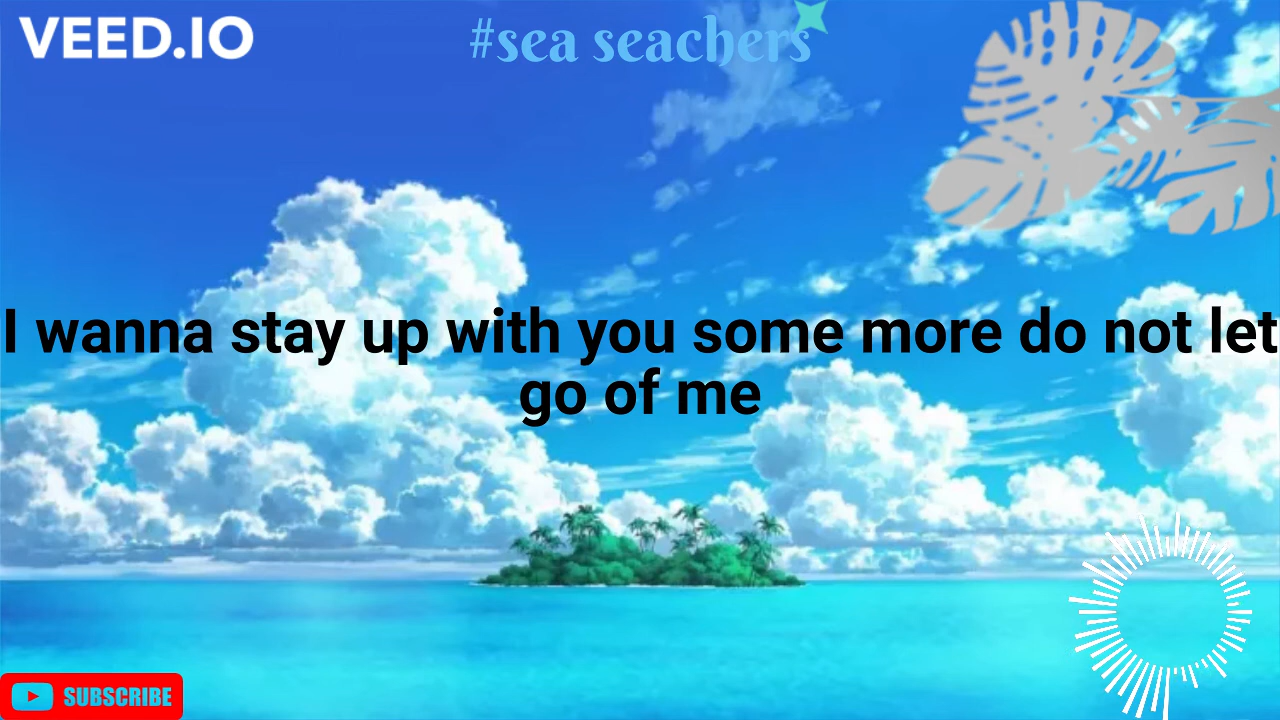 VEED.IO
#sea seachers
I wanna stay up with you some more do not let
go of me
SUBSCRIBE